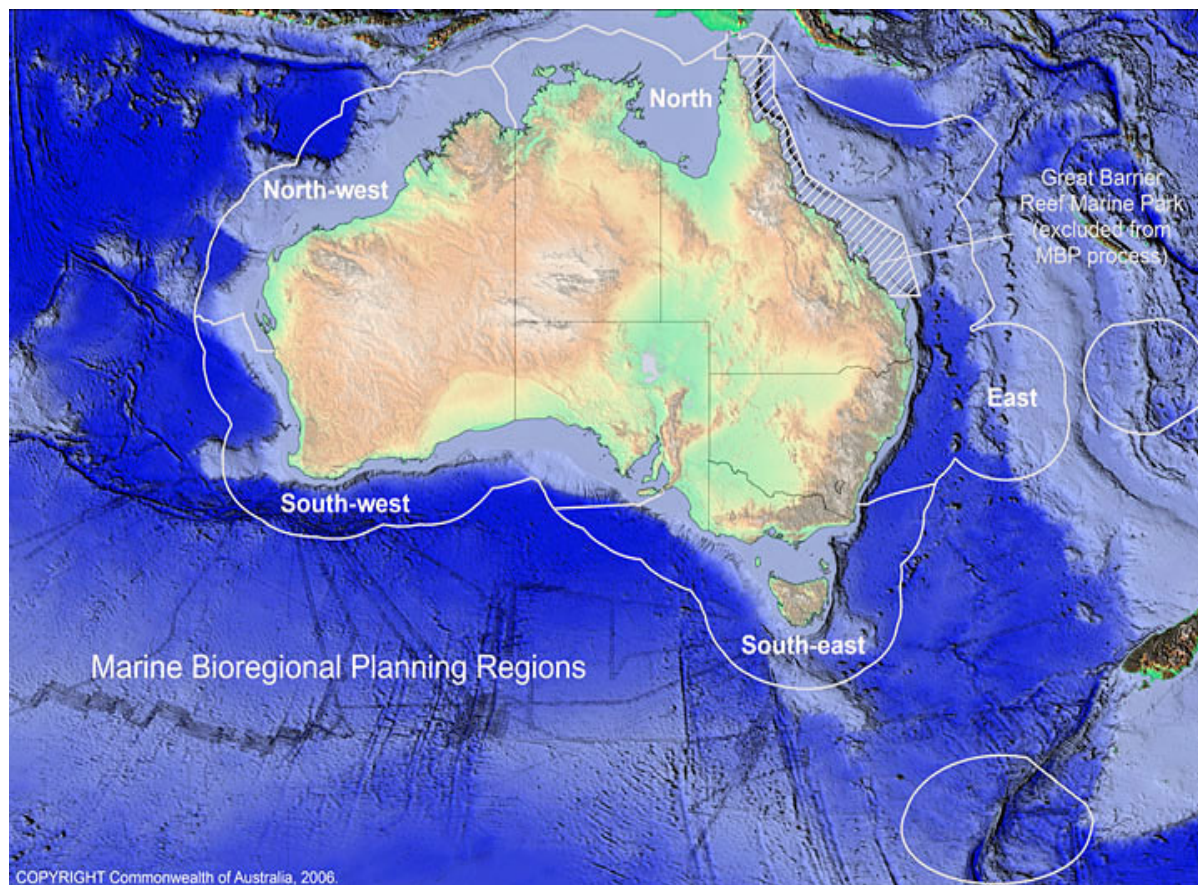 North
North-west
Great Barrier
Reef Marine Park
(excluded from
MBP process)
East
South-west
South-east
Marine Bioregional Planning Regions
COPYRIGHT Commonwealth of Australia, 2006.